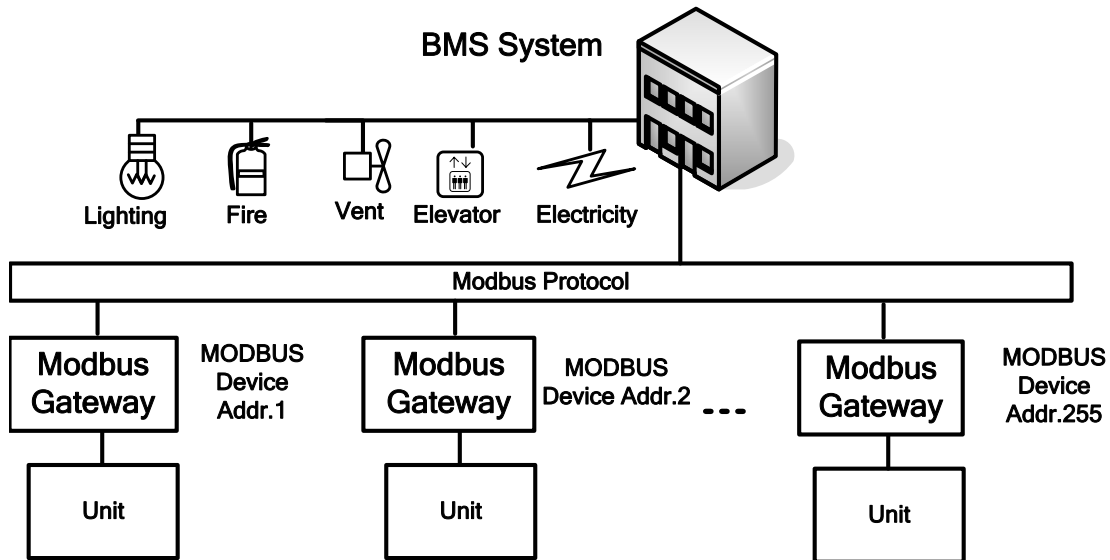 BMS System
Lighting
Fire
Vent
Elevator
Electricity
Modbus Protocol
Modbus
Gateway
MODBUS
Device
Addr.1
Modbus
Gateway
MODBUS
Device Addr.2
---
Modbus
Gateway
MODBUS
Device
Addr.255
Unit
Unit
Unit